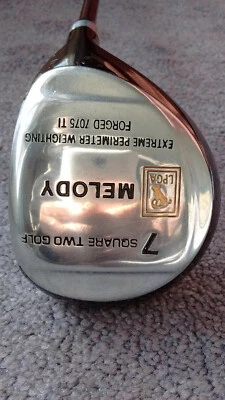 7 SQUARE TWO GOLF
MELODY
LPGA
FORGED 7075 TI
EXTREME PERIMETER WEIGHTING